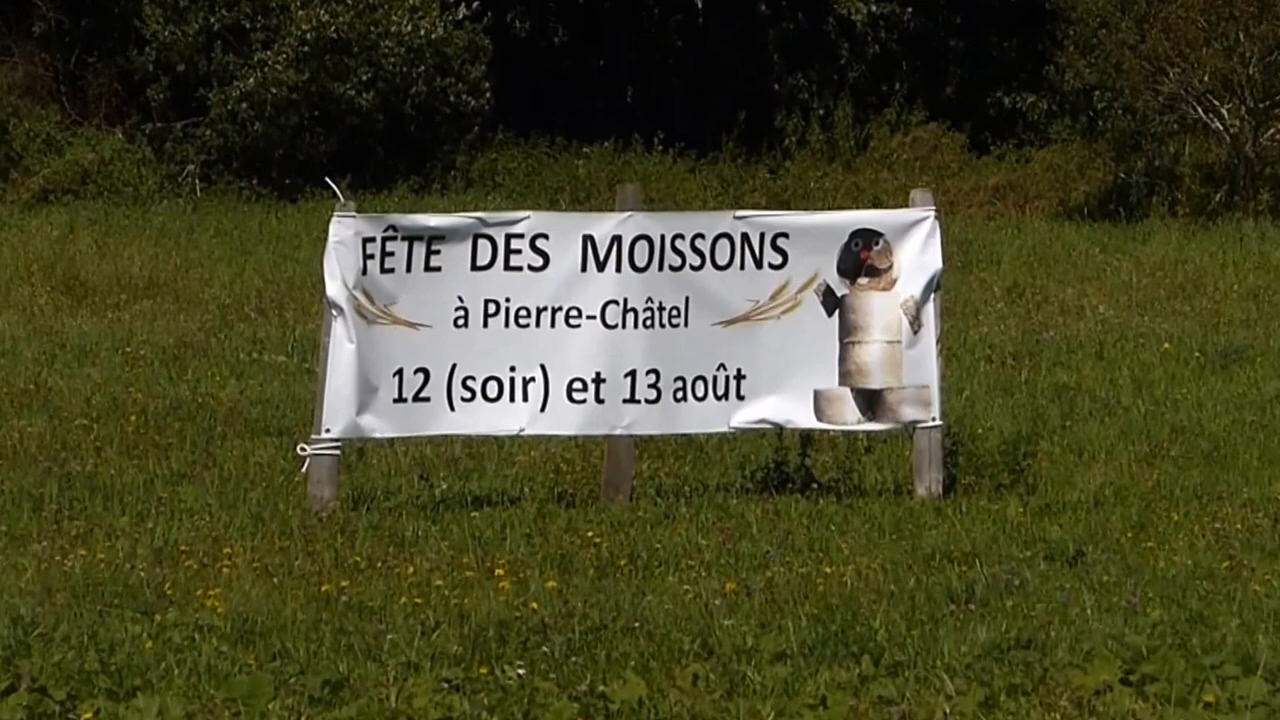 FÊTE DES MOISSONS
à Pierre-Châtel
12 (soir) et 13 août